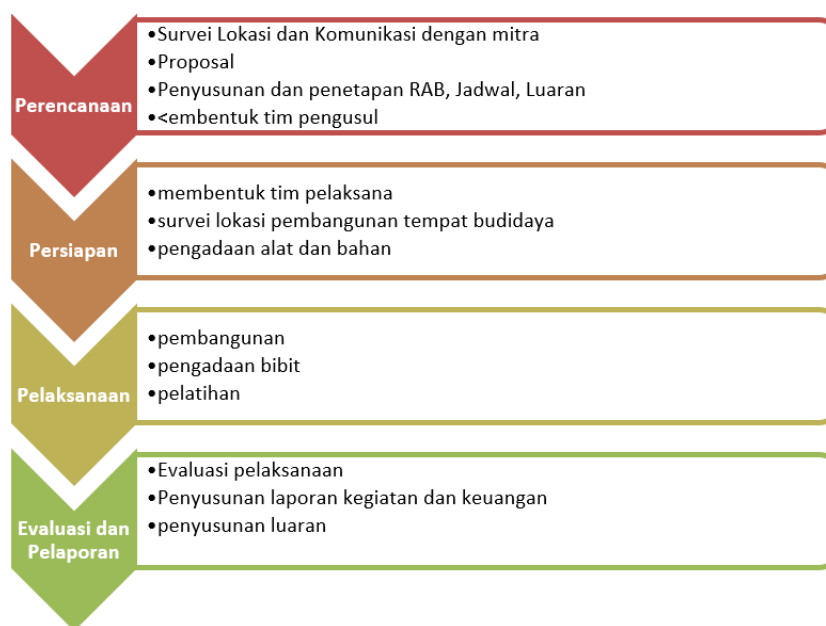 Perencanaan
•Survei Lokasi dan Komunikasi dengan mitra
•Proposal
•Penyusunan dan penetapan RAB, Jadwal, Luaran
•<embentuk tim pengusul
Persiapan
•membentuk tim pelaksana
•survei lokasi pembangunan tempat budidaya
•pengadaan alat dan bahan
Pelaksanaan
•pembangunan
•pengadaan bibit
•pelatihan
Evaluasi dan
Pelaporan
•Evaluasi pelaksanaan
•Penyusunan laporan kegiatan dan keuangan
•penyusunan luaran